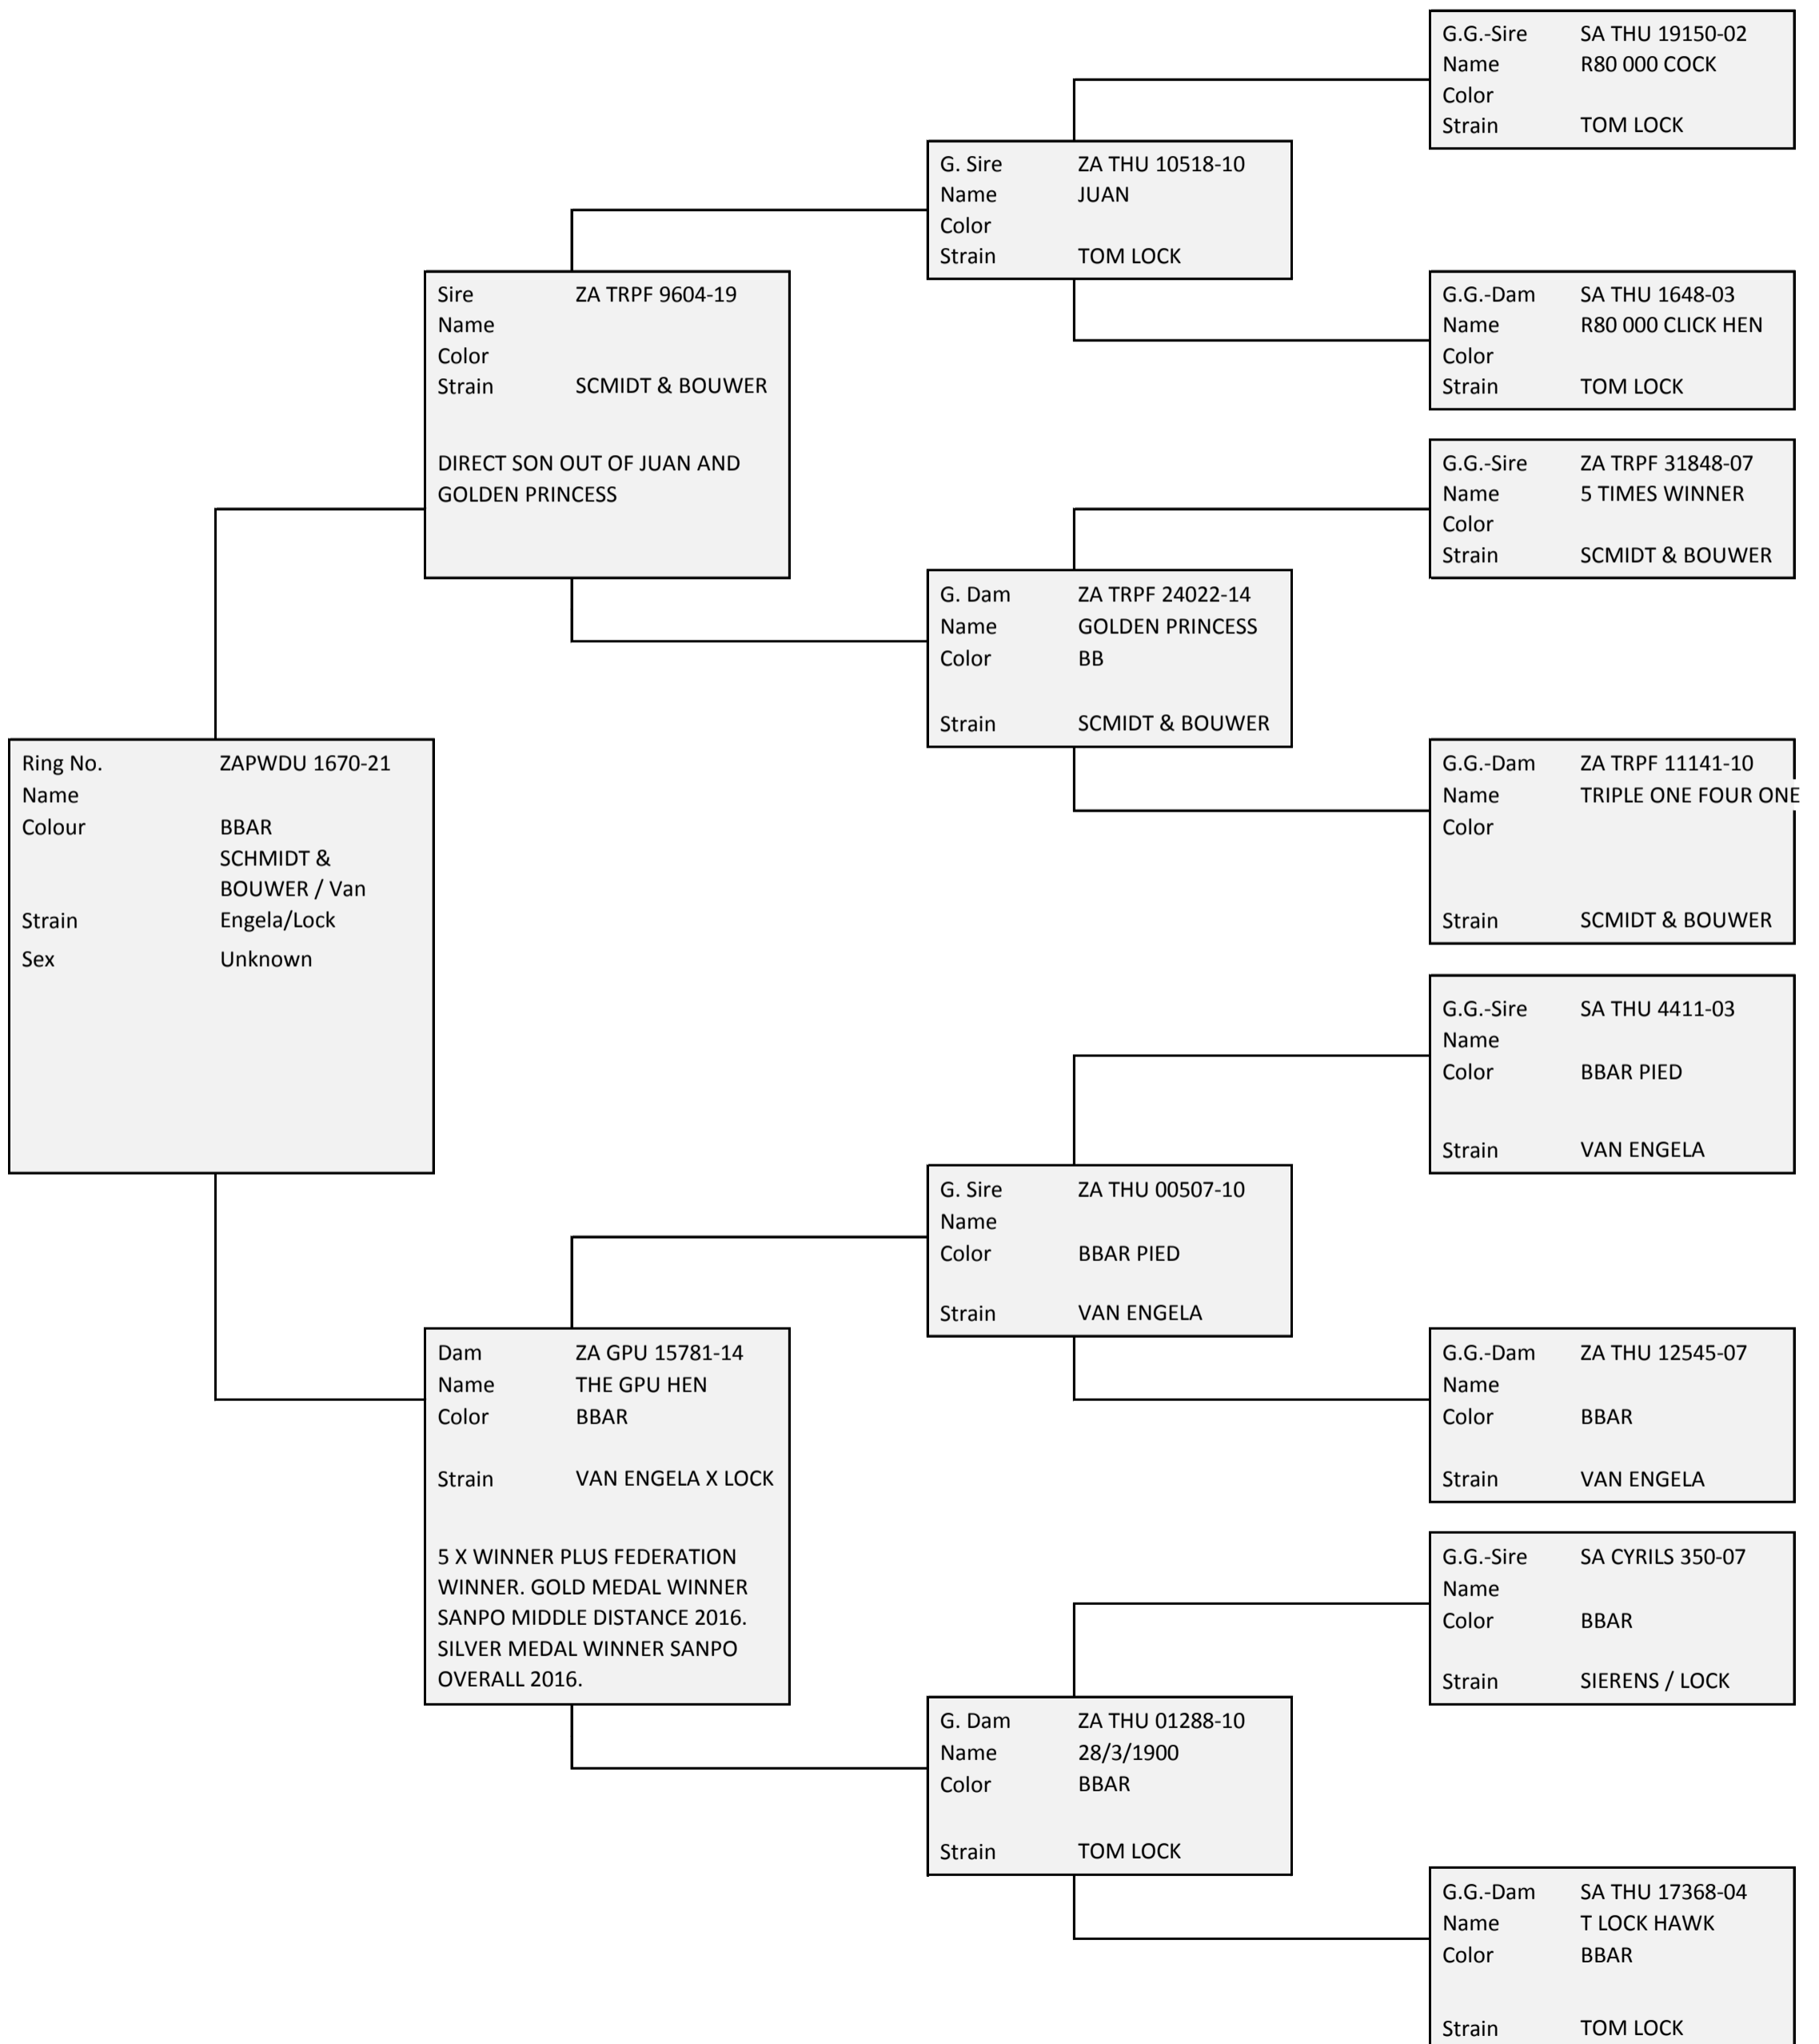 G.G.-Sire SA THU 19150-02
Name R80 000 COCK
Color
Strain TOM LOCK
G. Sire ZA THU 10518-10
Name JUAN
Color
Strain TOM LOCK
Sire ZA TRPF 9604-19
Name
Color
Strain SCMIDT & BOUWER
DIRECT SON OUT OF JUAN AND
GOLDEN PRINCESS
G.G.-Dam SA THU 1648-03
Name R80 000 CLICK HEN
Color
Strain TOM LOCK
G.G.-Sire ZA TRPF 31848-07
Name 5 TIMES WINNER
Color
Strain SCMIDT & BOUWER
G. Dam ZA TRPF 24022-14
Name GOLDEN PRINCESS
Color BB
Strain SCMIDT & BOUWER
Ring No. ZAPWDU 1670-21
Name
Colour BBAR
SCHMIDT &
BOUWER / Van
Strain Engela/Lock
Sex Unknown
G.G.-Dam ZA TRPF 11141-10
Name TRIPLE ONE FOUR ONE
Color
Strain SCMIDT & BOUWER
G.G.-Sire SA THU 4411-03
Name
Color BBAR PIED
Strain VAN ENGELA
G. Sire ZA THU 00507-10
Name
Color BBAR PIED
Strain VAN ENGELA
Dam ZA GPU 15781-14
Name THE GPU HEN
Color BBAR
Strain VAN ENGELA X LOCK
5 X WINNER PLUS FEDERATION
WINNER. GOLD MEDAL WINNER
SANPO MIDDLE DISTANCE 2016.
SILVER MEDAL WINNER SANPO
OVERALL 2016.
G.G.-Dam ZA THU 12545-07
Name
Color BBAR
Strain VAN ENGELA
G.G.-Sire SA CYRILS 350-07
Name
Color BBAR
Strain SIERENS / LOCK
G. Dam ZA THU 01288-10
Name 28/3/1900
Color BBAR
Strain TOM LOCK
G.G.-Dam SA THU 17368-04
Name T LOCK HAWK
Color BBAR
Strain TOM LOCK